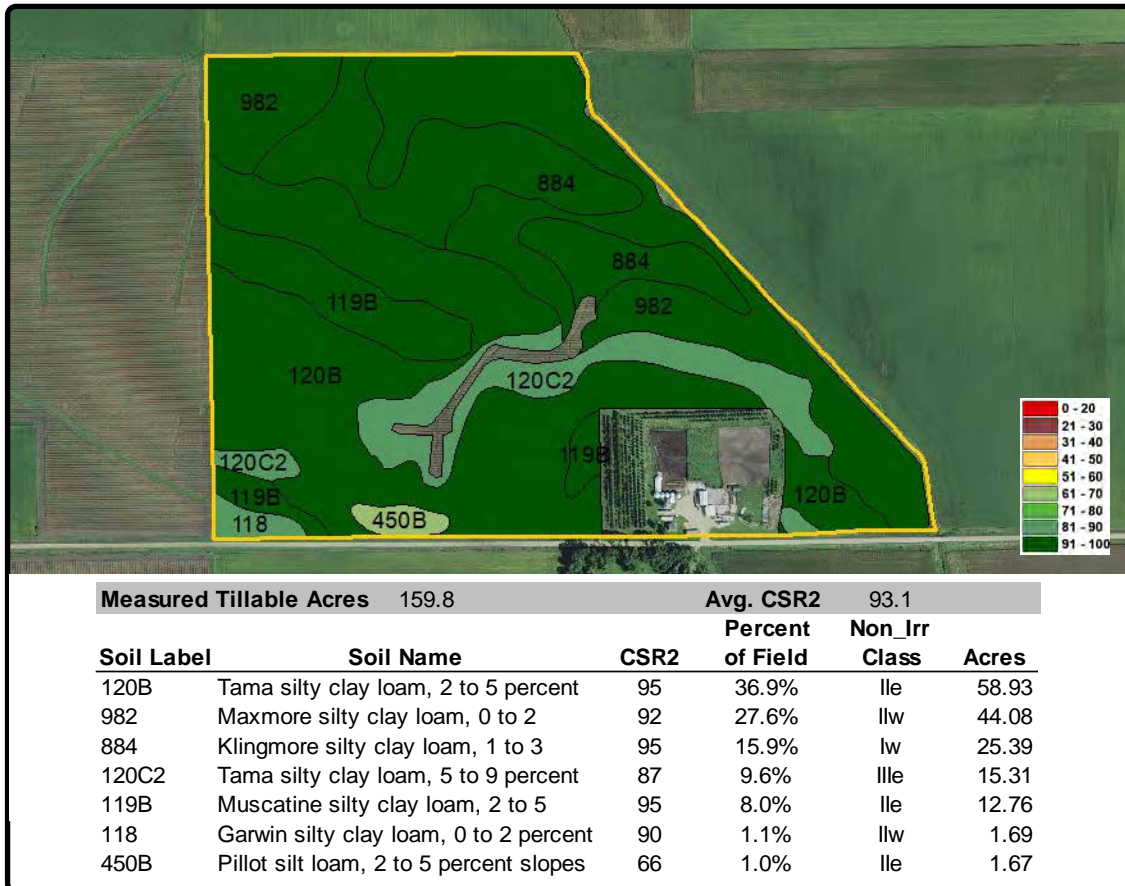 982
884
884
982
119B
120B
120C2
119B
120C2
119B
120B
118
450B
0 - 20
21 - 30
31 - 40
41 - 50
51 - 60
61 - 70
71 - 80
81 - 90
91 - 100
Measured Tillable Acres 159.8 Avg. CSR2 93.1
Percent Non_Irr
Soil Label Soil Name CSR2 of Field Class Acres
120B Tama silty clay loam, 2 to 5 percent 95 36.9% IIe 58.93
982 Maxmore silty clay loam, 0 to 2 92 27.6% IIw 44.08
884 Klingmore silty clay loam, 1 to 3 95 15.9% Iw 25.39
120C2 Tama silty clay loam, 5 to 9 percent 87 9.6% IIIe 15.31
119B Muscatine silty clay loam, 2 to 5 95 8.0% IIe 12.76
118 Garwin silty clay loam, 0 to 2 percent 90 1.1% IIw 1.69
450B Pillot silt loam, 2 to 5 percent slopes 66 1.0% IIe 1.67